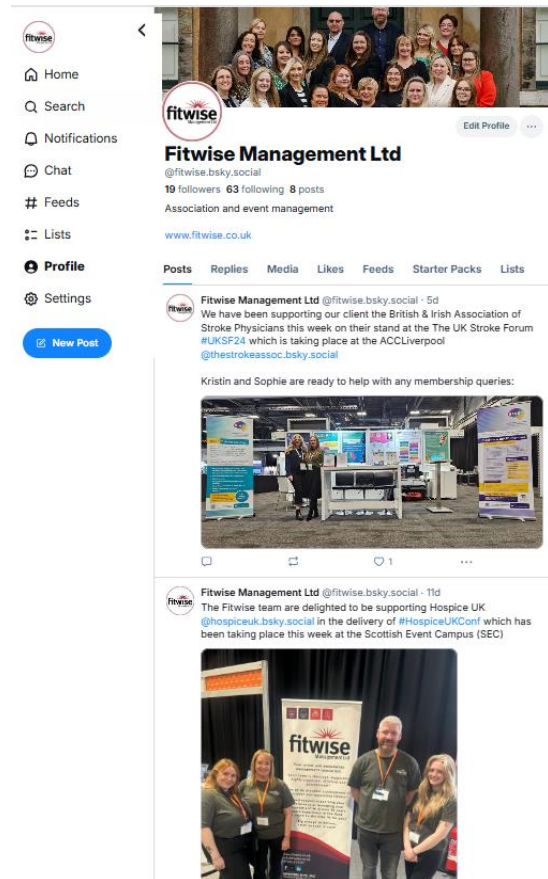 fitwise
Home
Search
Notifications
Chat
Feeds
Lists
Profile
Settings
New Post
fitwise
Management Ltd
Edit Profile
Fitwise Management Ltd
@fitwise.bsky.social
19 followers 63 following 8 posts
Association and event management
www.fitwise.co.uk
Posts Replies Media Likes Feeds Starter Packs Lists
fitwise
Fitwise Management Ltd @fitwise.bsky.social · 5d
We have been supporting our client the British & Irish Association of
Stroke Physicians this week on their stand at the The UK Stroke Forum
#UKSF24 which is taking place at the ACCLiverpool
@thestrokeassoc.bsky.social
Kristin and Sophie are ready to help with any membership queries:
1
fitwise
Fitwise Management Ltd @fitwise.bsky.social · 11d
The Fitwise team are delighted to be supporting Hospice UK
@hospiceuk.bsky.social in the delivery of #HospiceUKConf which has
been taking place this week at the Scottish Event Campus (SEC)
fitwise
Management Ltd